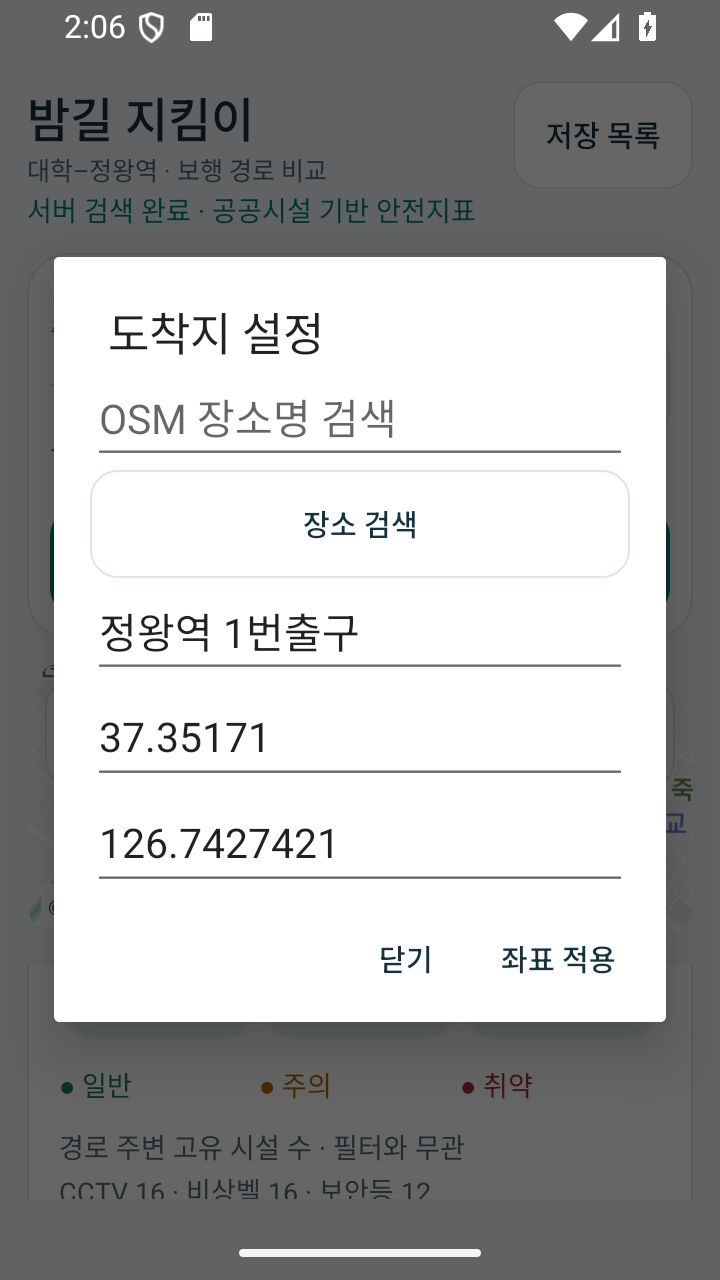 2:06
밤길 지킴이
저장 목록
대학–정왕역 · 보행 경로 비교
서버 검색 완료 · 공공시설 기반 안전지표
도착지 설정
OSM 장소명 검색
장소 검색
정왕역 1번출구
37.35171
126.7427421
죽
교
©
닫기
좌표 적용
● 일반
● 주의
● 취약
경로 주변 고유 시설 수 · 필터와 무관
CCTV 16 · 비상벨 16 · 보안등 12